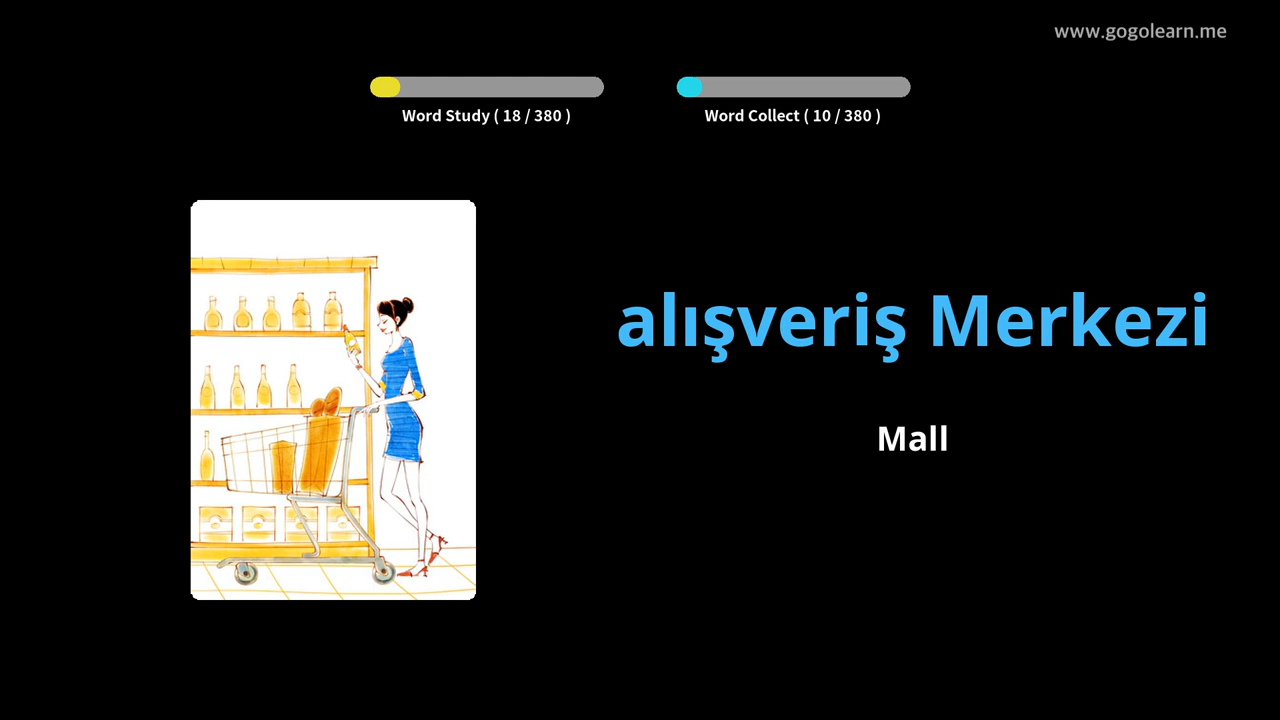 www.gogolearn.me
Word Study ( 18 / 380 )
Word Collect ( 10 / 380 )
alışveriş Merkezi
Mall